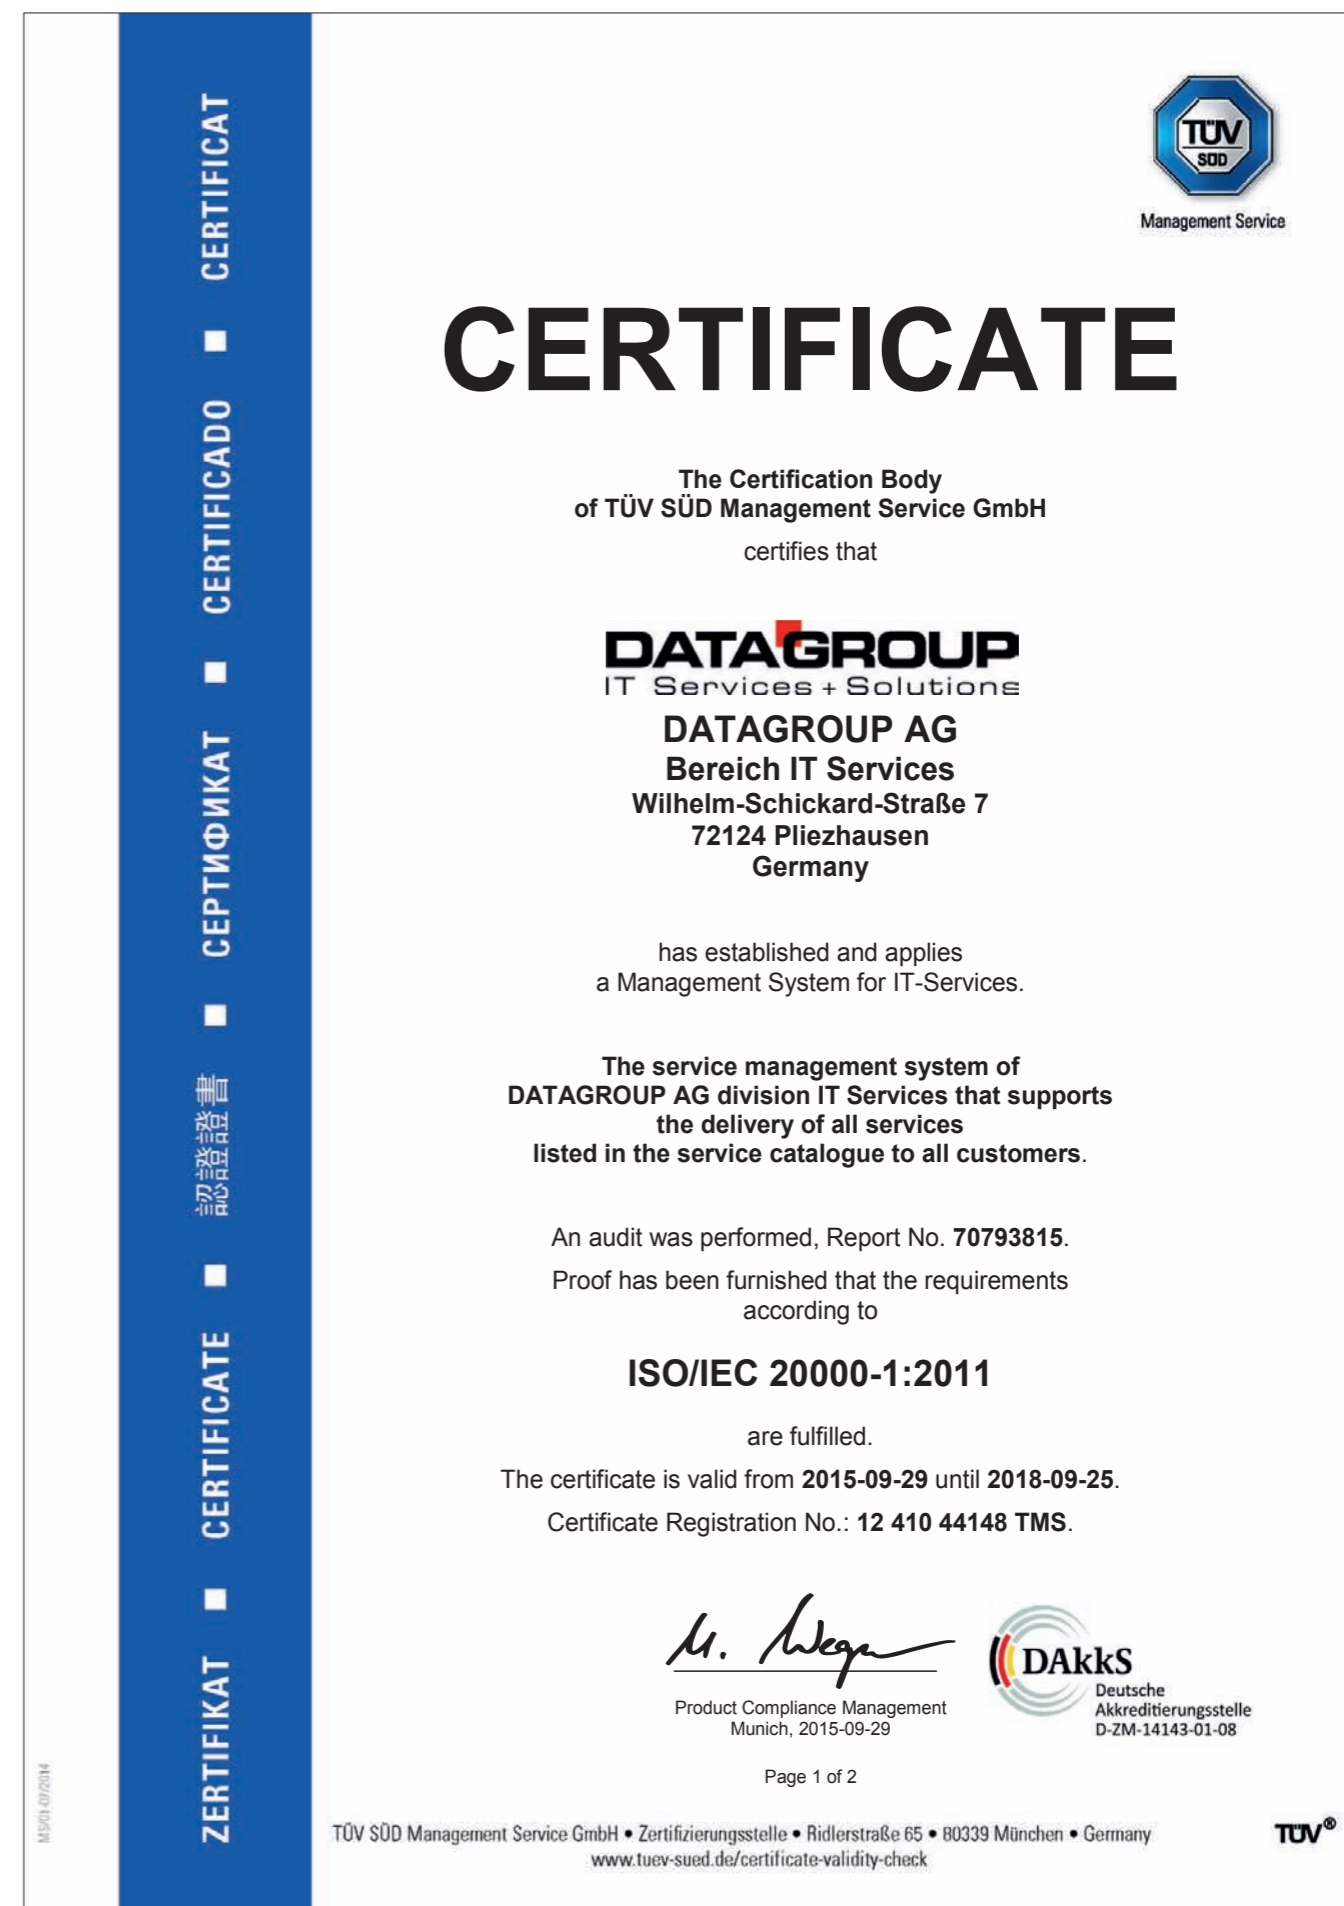 TÜV
SÜD
Management Service
CERTIFICATE
The Certification Body
of TÜV SÜD Management Service GmbH
certifies that
DATAGROUP
IT Services + Solutions
DATAGROUP AG
Bereich IT Services
Wilhelm-Schickard-Straße 7
72124 Pliezhausen
Germany
has established and applies
a Management System for IT-Services.
The service management system of
DATAGROUP AG division IT Services that supports
the delivery of all services
listed in the service catalogue to all customers.
An audit was performed, Report No. 70793815.
Proof has been furnished that the requirements
according to
ISO/IEC 20000-1:2011
are fulfilled.
The certificate is valid from 2015-09-29 until 2018-09-25.
Certificate Registration No.: 12 410 44148 TMS.
M. Wegner
Product Compliance Management
Munich, 2015-09-29
Page 1 of 2
DAkkS
Deutsche
Akkreditierungsstelle
D-ZM-14143-01-08
TÜV SÜD Management Service GmbH • Zertifizierungsstelle • Ridlerstraße 65 • 80339 München • Germany
www.tuev-sued.de/certificate-validity-check
TÜV®
ZERTIFIKAT ■ CERTIFICATE ■ 認證證書 ■ СЕРТИФИКАТ ■ CERTIFICADO ■ CERTIFICAT
MS/01-07/2014